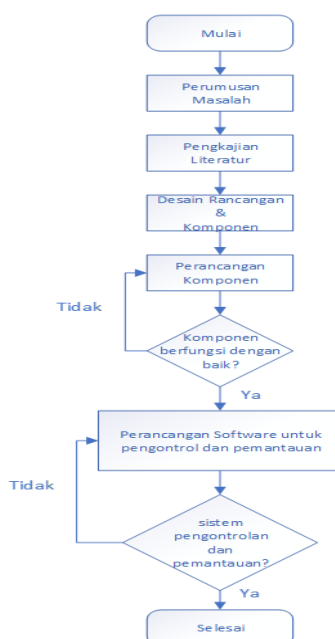 Mulai
Perumusan
Masalah
Pengkajian
Literatur
Desain Rancangan
&
Komponen
Perancangan
Komponen
Tidak
Komponen
berfungsi dengan
baik?
Ya
Perancangan Software untuk
pengontrol dan pemantauan
Tidak
sistem
pengontrolan
dan
pemantauan?
Ya
Selesai